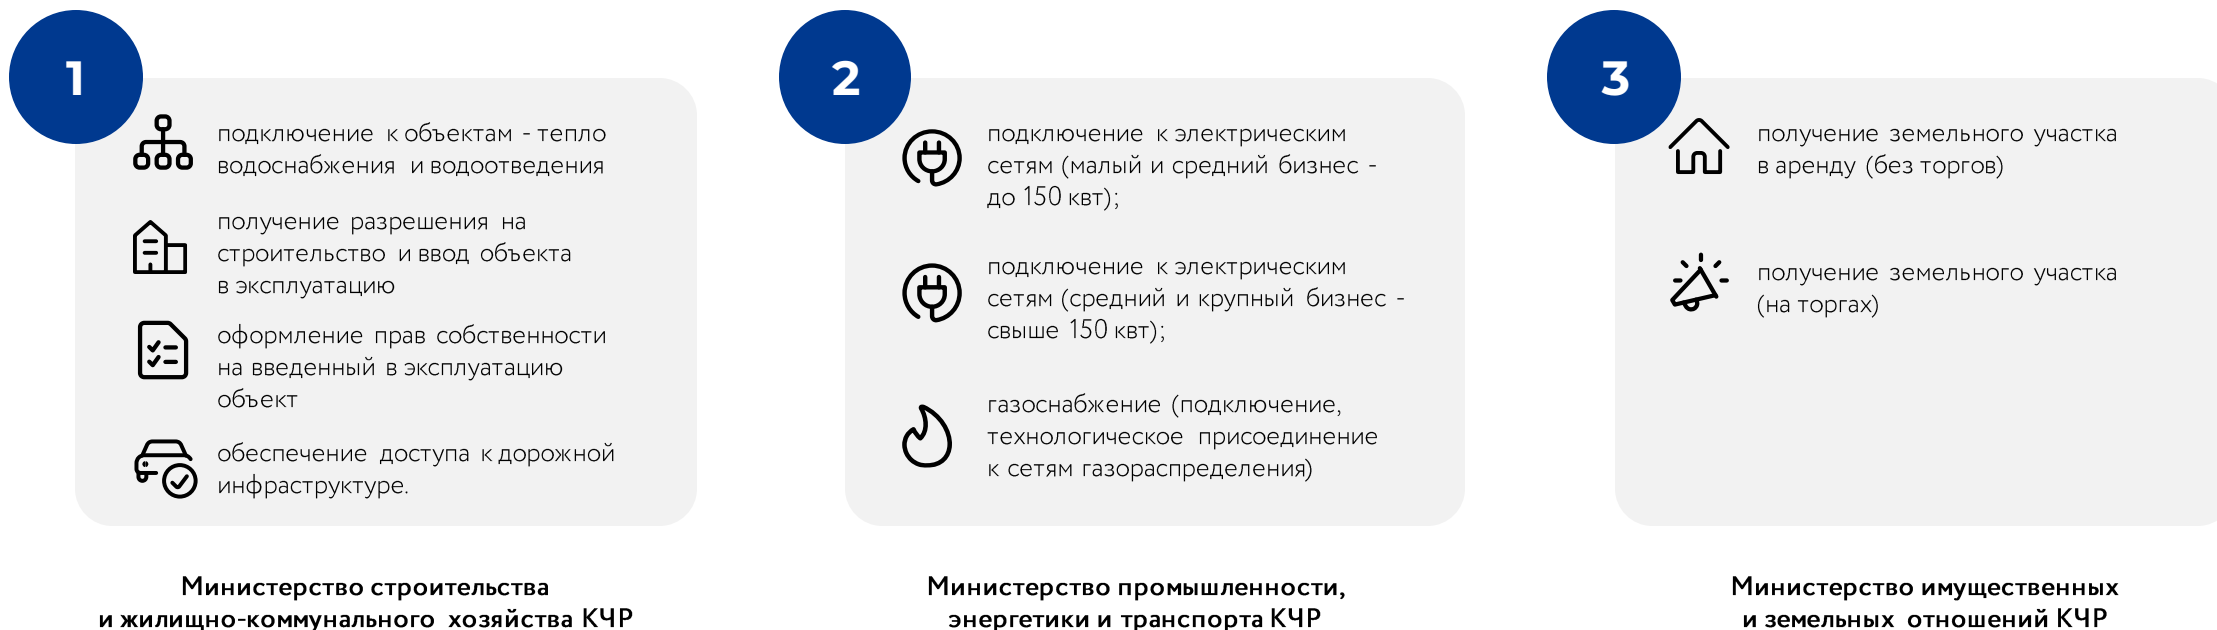 1
подключение к объектам - тепло
водоснабжения и водоотведения
получение разрешения на
строительство и ввод объекта
в эксплуатацию
оформление прав собственности
на введенный в эксплуатацию
объект
обеспечение доступа к дорожной
инфраструктуре.
Министерство строительства
и жилищно-коммунального хозяйства КЧР
2
подключение к электрическим
сетям (малый и средний бизнес -
до 150 квт);
подключение к электрическим
сетям (средний и крупный бизнес -
свыше 150 квт);
газоснабжение (подключение,
технологическое присоединение
к сетям газораспределения)
Министерство промышленности,
энергетики и транспорта КЧР
3
получение земельного участка
в аренду (без торгов)
получение земельного участка
(на торгах)
Министерство имущественных
и земельных отношений КЧР